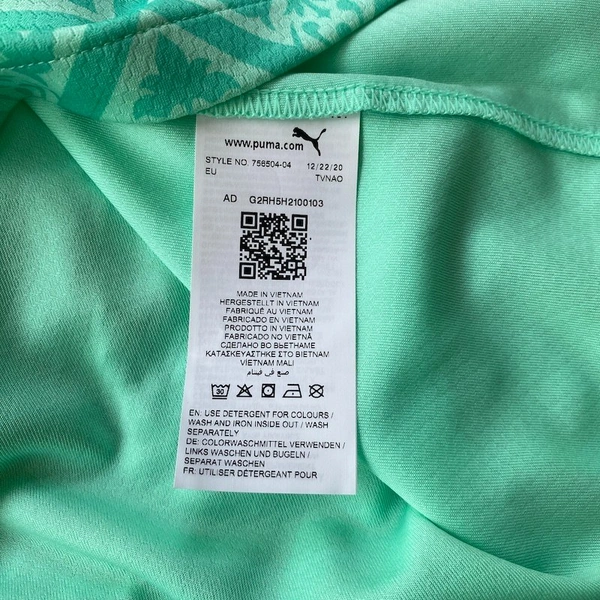 www.puma.com
STYLE NO. 756504-04 12/22/20
EU TVNAO
AD G2RH5H2100103
MADE IN VIETNAM
HERGESTELLT IN VIETNAM
FABRIQUÉ AU VIETNAM
FABRICADO EN VIETNAM
PRODOTTO IN VIETNAM
FABRICADO NO VIETNÃ
СДЕЛАНО ВО ВЬЕТНАМЕ
ΚΑΤΑΣΚΕΥΑΣΤΗΚΕ ΣΤΟ ΒΙΕΤΝΑΜ
VİETNAM MALI
صنع في فيتنام
30
EN: USE DETERGENT FOR COLOURS /
WASH AND IRON INSIDE OUT / WASH
SEPARATELY
DE: COLORWASCHMITTEL VERWENDEN /
LINKS WASCHEN UND BUGELN /
SEPARAT WASCHEN
FR: UTILISER DÉTERGEANT POUR